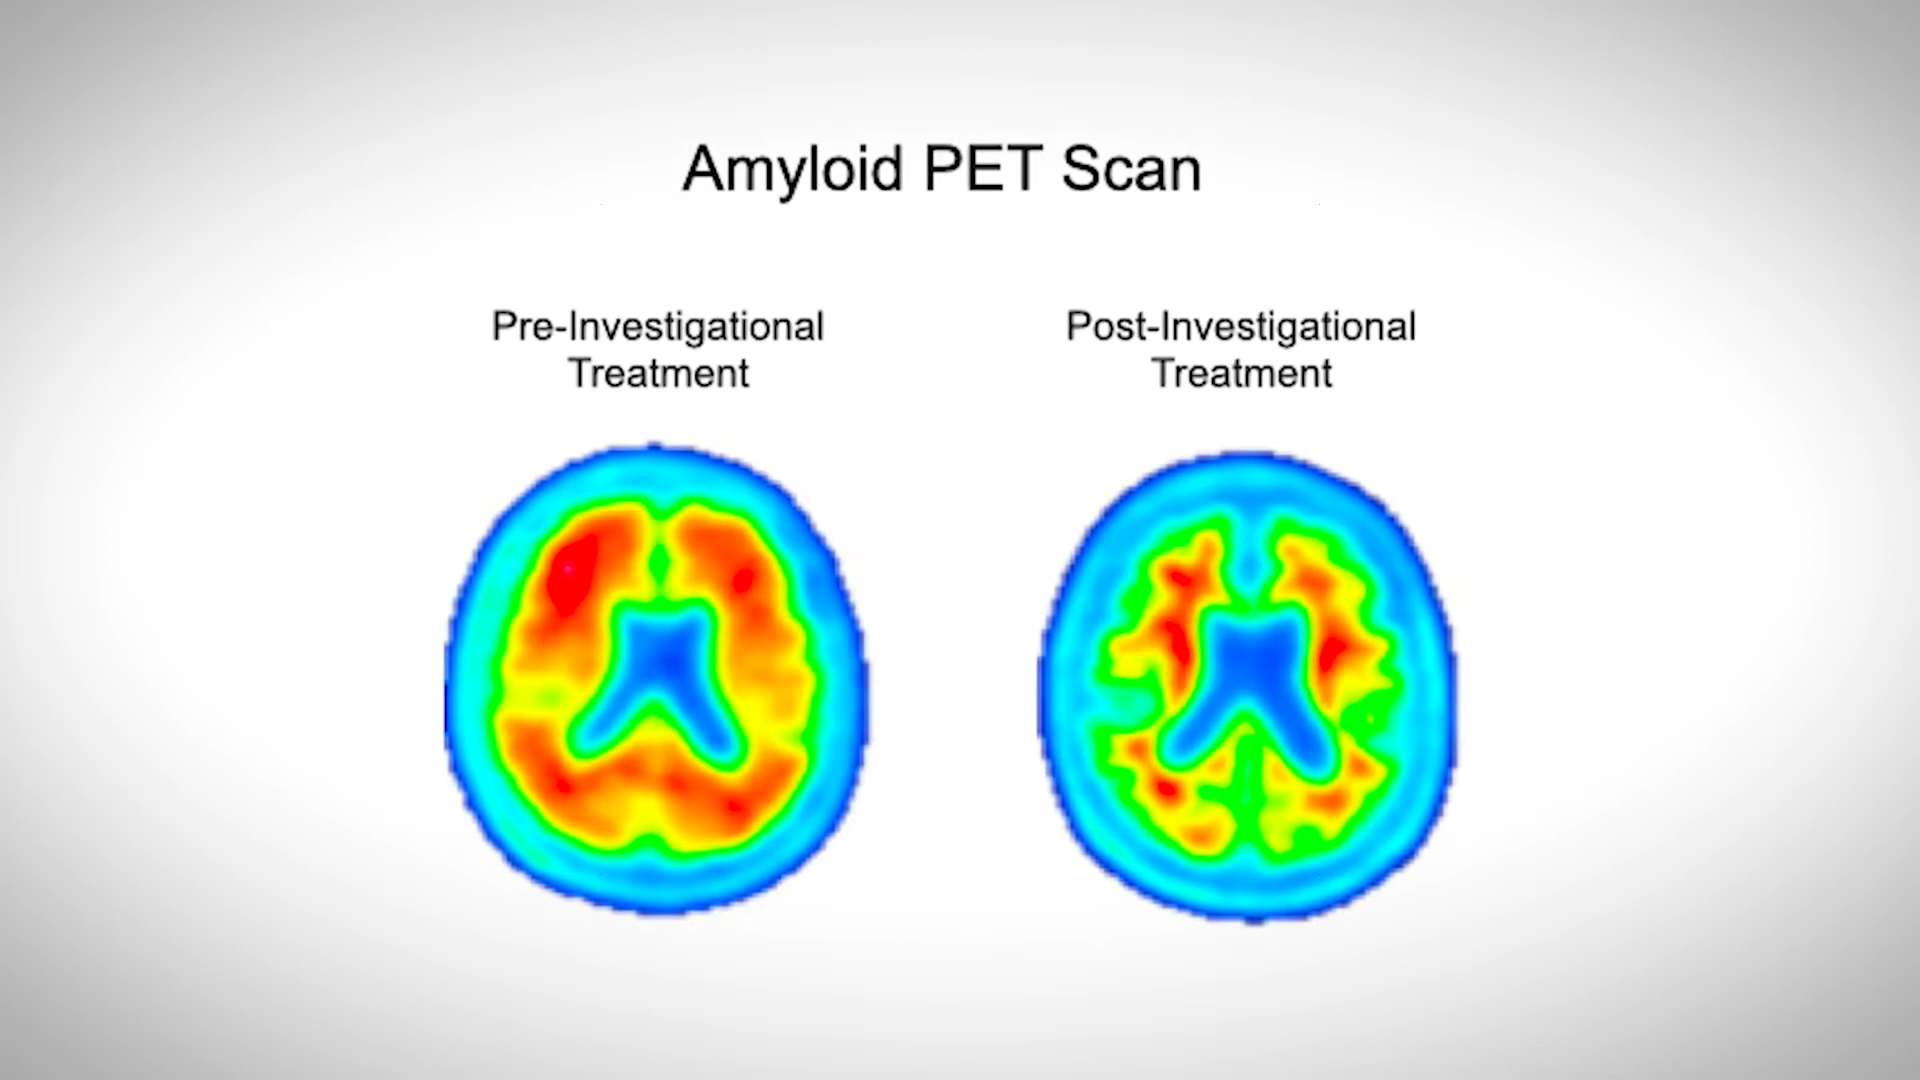 Amyloid PET Scan
Pre-Investigational
Treatment
Post-Investigational
Treatment